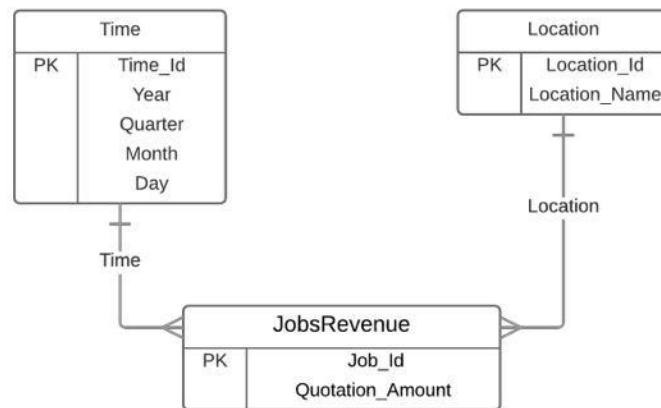 Time
PK Time_Id
Year
Quarter
Month
Day
Location
PK Location_Id
Location_Name
Time
Location
JobsRevenue
PK Job_Id
Quotation_Amount